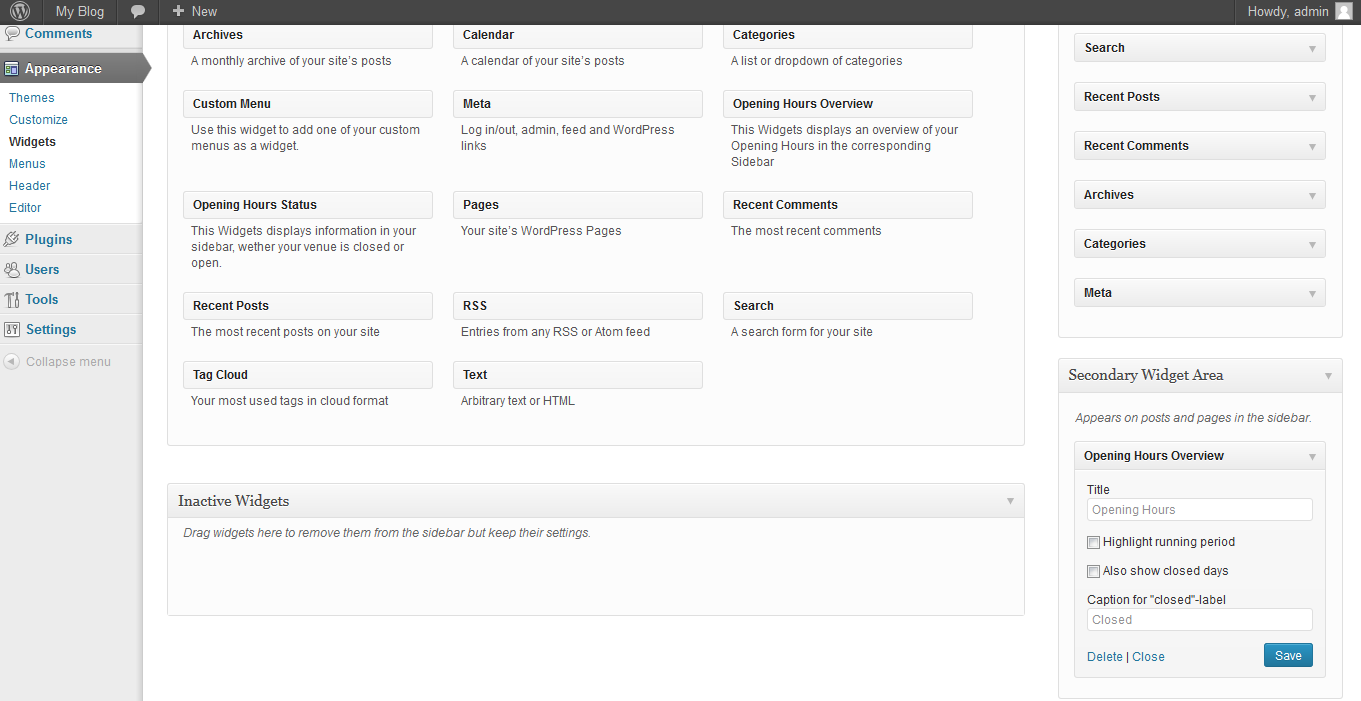 My Blog
New
Howdy, admin
Comments
Appearance
Themes
Customize
Widgets
Menus
Header
Editor
Plugins
Users
Tools
Settings
Collapse menu
Archives
A monthly archive of your site's posts
Calendar
A calendar of your site's posts
Categories
A list or dropdown of categories
Custom Menu
Use this widget to add one of your custom
menus as a widget.
Meta
Log in/out, admin, feed and WordPress
links
Opening Hours Overview
This Widgets displays an overview of your
Opening Hours in the corresponding
Sidebar
Opening Hours Status
This Widgets displays information in your
sidebar, wether your venue is closed or
open.
Pages
Your site's WordPress Pages
Recent Comments
The most recent comments
Recent Posts
The most recent posts on your site
RSS
Entries from any RSS or Atom feed
Search
A search form for your site
Tag Cloud
Your most used tags in cloud format
Text
Arbitrary text or HTML
Inactive Widgets
Drag widgets here to remove them from the sidebar but keep their settings.
Search
Recent Posts
Recent Comments
Archives
Categories
Meta
Secondary Widget Area
Appears on posts and pages in the sidebar.
Opening Hours Overview
Title
Opening Hours
Highlight running period
Also show closed days
Caption for "closed"-label
Closed
Delete | Close
Save